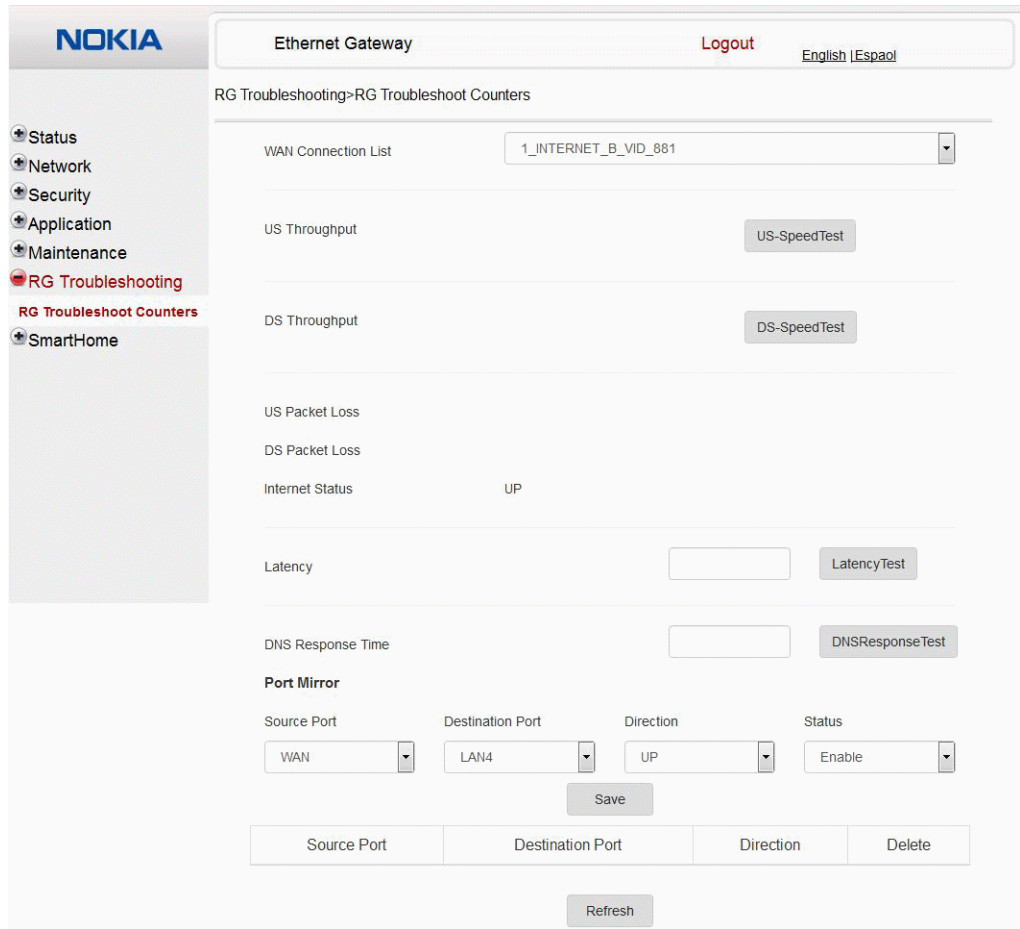 NOKIA
Ethernet Gateway
Logout
English | Espaol
RG Troubleshooting>RG Troubleshoot Counters
Status
Network
Security
Application
Maintenance
RG Troubleshooting
RG Troubleshoot Counters
SmartHome
WAN Connection List
1_INTERNET_B_VID_881
US Throughput
US-SpeedTest
DS Throughput
DS-SpeedTest
US Packet Loss
DS Packet Loss
Internet Status UP
Latency
LatencyTest
DNS Response Time
DNSResponseTest
Port Mirror
Source Port Destination Port Direction Status
WAN LAN4 UP Enable
Save
Source Port Destination Port Direction Delete
Refresh